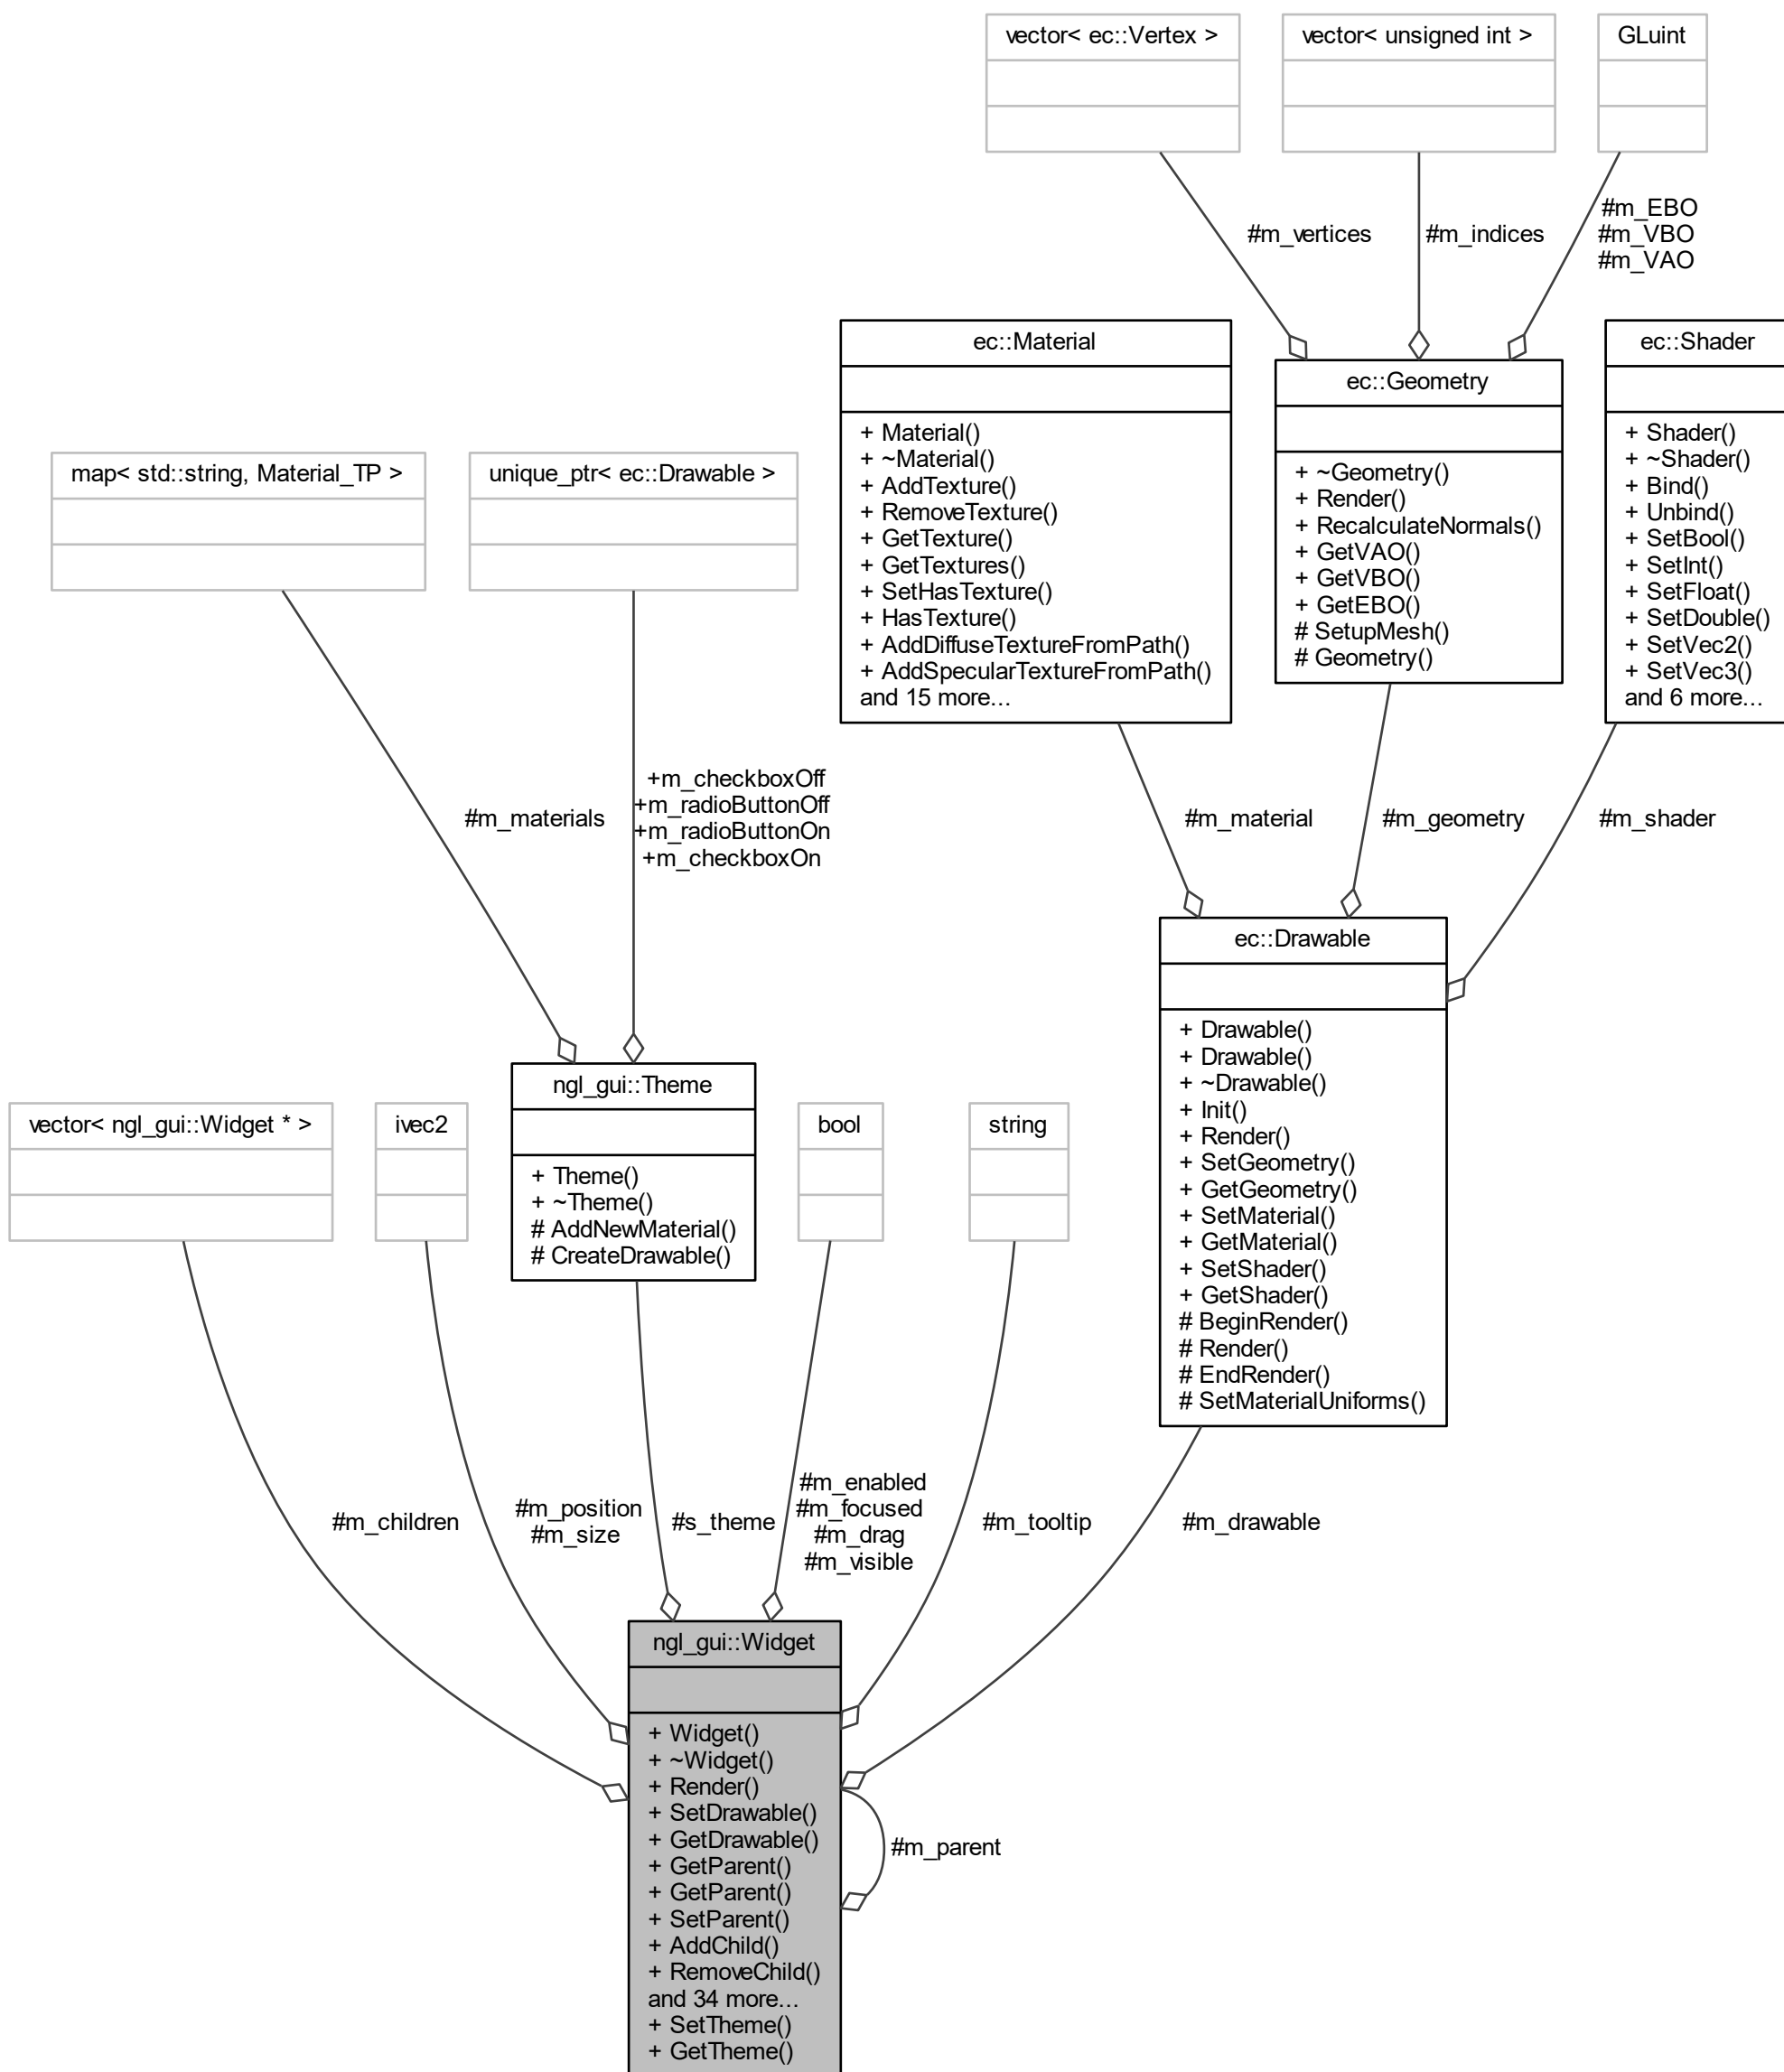 vector< ec::Vertex >
vector< unsigned int >
GLuint
#m_vertices
#m_indices
#m_EBO
#m_VBO
#m_VAO
ec::Material
+ Material()
+ ~Material()
+ AddTexture()
+ RemoveTexture()
+ GetTexture()
+ GetTextures()
+ SetHasTexture()
+ HasTexture()
+ AddDiffuseTextureFromPath()
+ AddSpecularTextureFromPath()
and 15 more...
ec::Geometry
+ ~Geometry()
+ Render()
+ RecalculateNormals()
+ GetVAO()
+ GetVBO()
+ GetEBO()
# SetupMesh()
# Geometry()
ec::Shader
+ Shader()
+ ~Shader()
+ Bind()
+ Unbind()
+ SetBool()
+ SetInt()
+ SetFloat()
+ SetDouble()
+ SetVec2()
+ SetVec3()
and 6 more...
map< std::string, Material_TP >
unique_ptr< ec::Drawable >
#m_materials
+m_checkboxOff
+m_radioButtonOff
+m_radioButtonOn
+m_checkboxOn
#m_material
#m_geometry
#m_shader
ec::Drawable
+ Drawable()
+ Drawable()
+ ~Drawable()
+ Init()
+ Render()
+ SetGeometry()
+ GetGeometry()
+ SetMaterial()
+ GetMaterial()
+ SetShader()
+ GetShader()
# BeginRender()
# Render()
# EndRender()
# SetMaterialUniforms()
vector< ngl_gui::Widget * >
ivec2
ngl_gui::Theme
+ Theme()
+ ~Theme()
# AddNewMaterial()
# CreateDrawable()
bool
string
#m_children
#m_position
#m_size
#s_theme
#m_enabled
#m_focused
#m_drag
#m_visible
#m_tooltip
#m_drawable
ngl_gui::Widget
+ Widget()
+ ~Widget()
+ Render()
+ SetDrawable()
+ GetDrawable()
+ GetParent()
+ GetParent()
+ SetParent()
+ AddChild()
+ RemoveChild()
and 34 more...
+ SetTheme()
+ GetTheme()
#m_parent